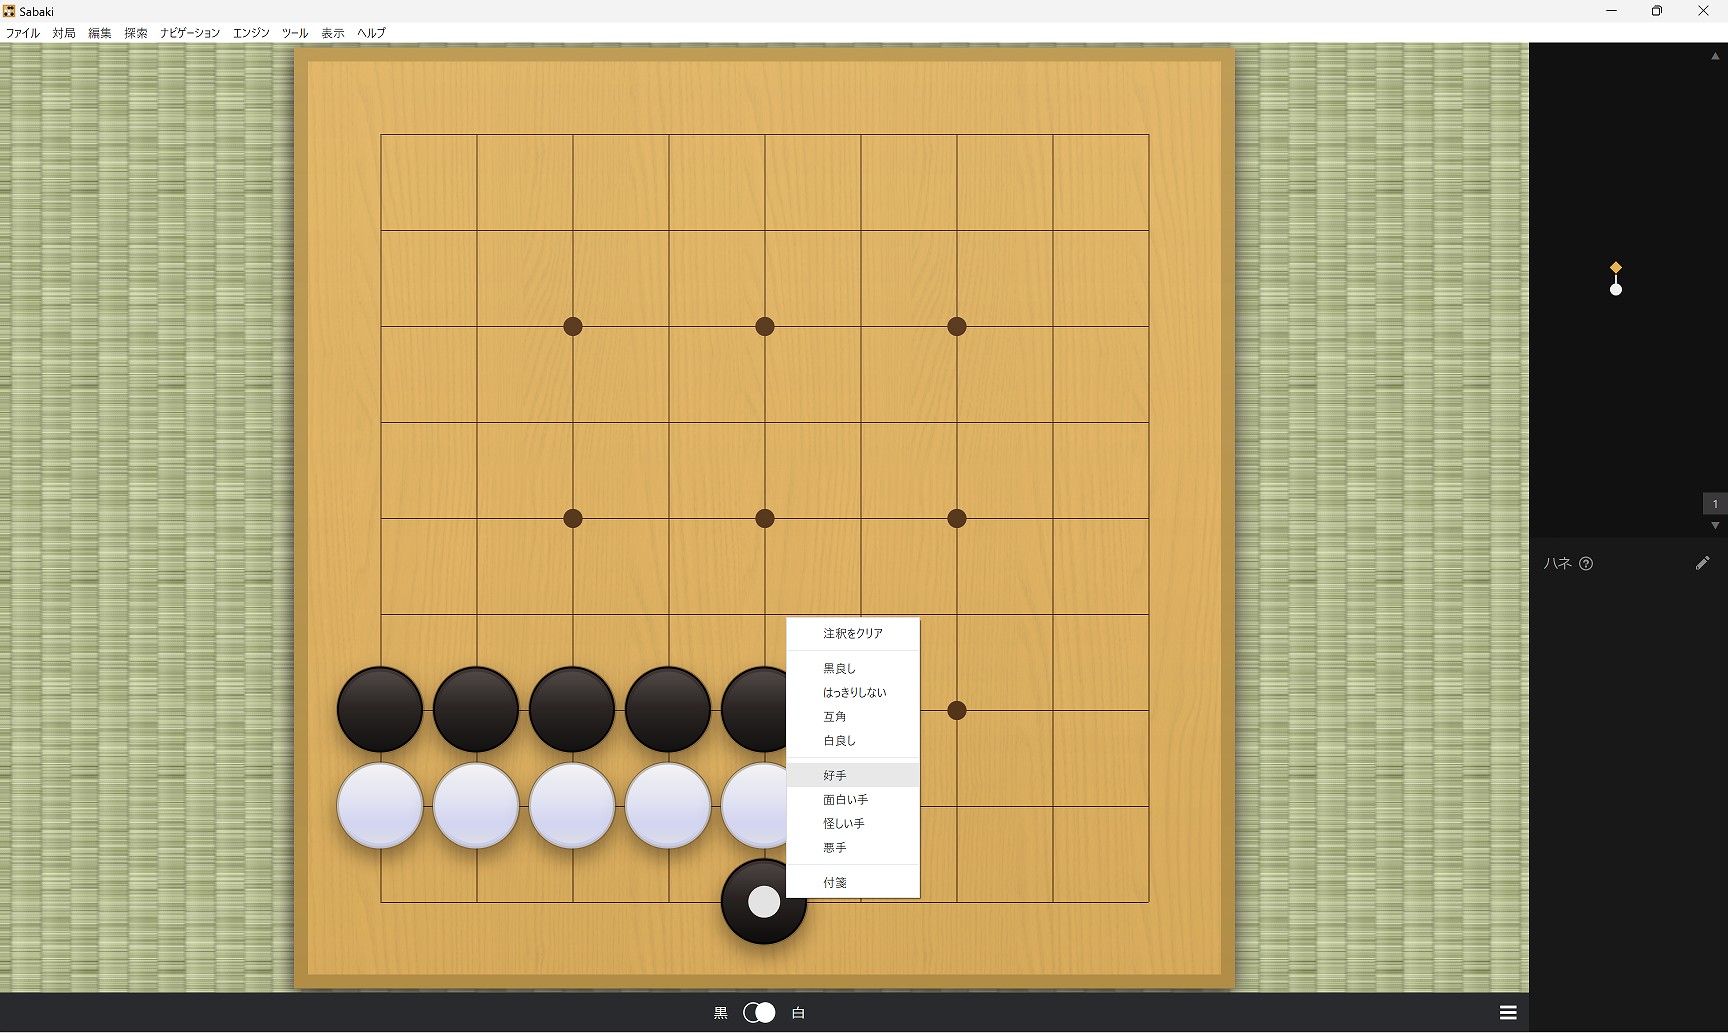 Sabaki
ファイル 対局 編集 探索 ナビゲーション エンジン ツール 表示 ヘルプ
1
ハネ ?
注釈をクリア
黒良し
はっきりしない
互角
白良し
好手
面白い手
怪しい手
悪手
付箋
黒 白